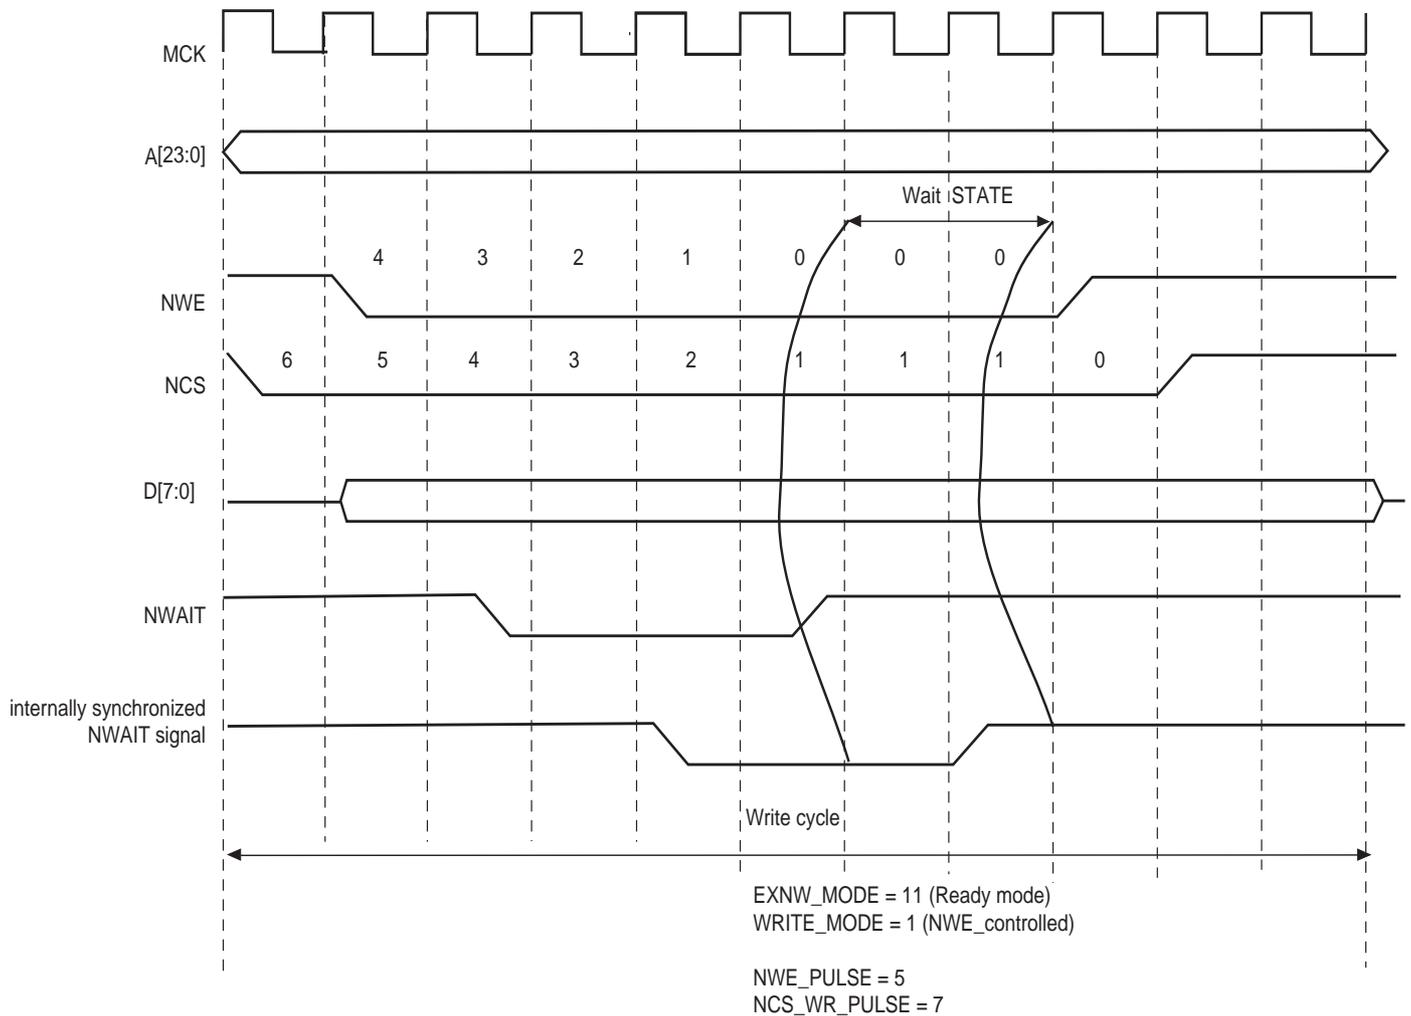 MCK
A[23:0]
Wait STATE
4 3 2 1 0 0 0
NWE
6 5 4 3 2 1 1 1 0
NCS
D[7:0]
NWAIT
internally synchronized
NWAIT signal
Write cycle
EXNW_MODE = 11 (Ready mode)
WRITE_MODE = 1 (NWE_controlled)
NWE_PULSE = 5
NCS_WR_PULSE = 7